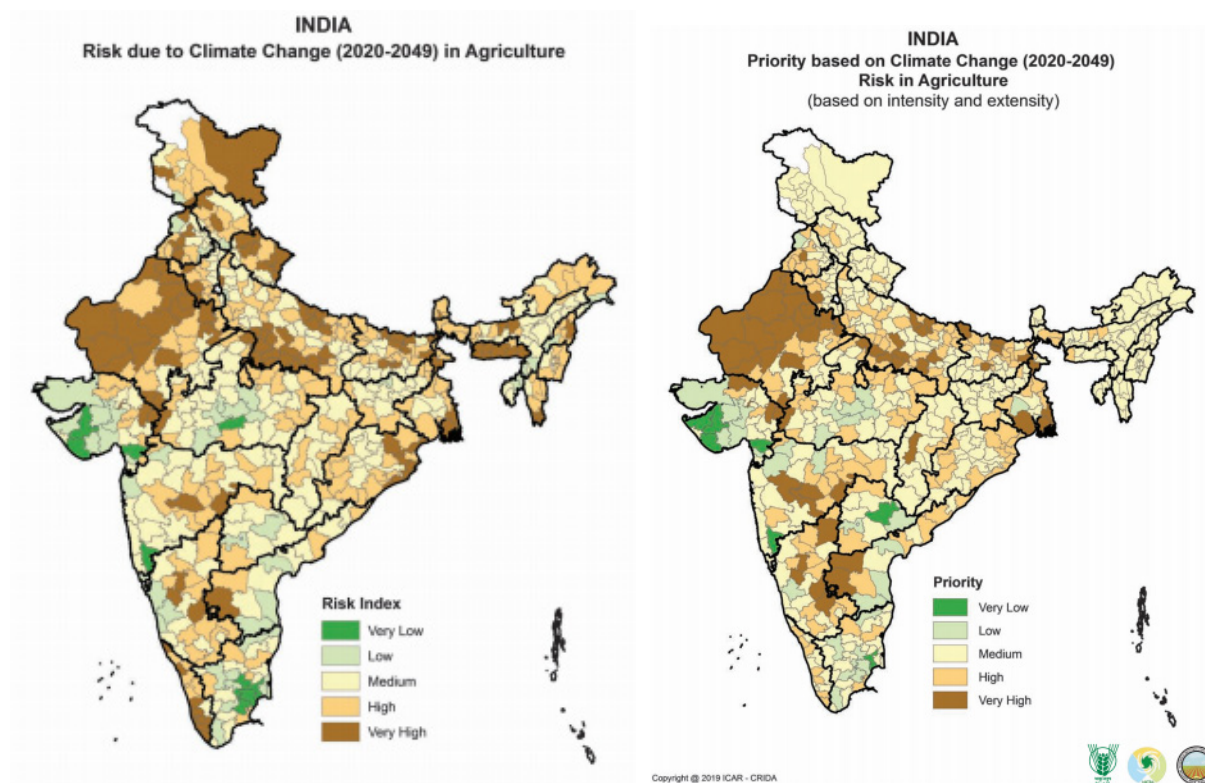 INDIA
Risk due to Climate Change (2020-2049) in Agriculture
Risk Index
Very Low
Low
Medium
High
Very High
INDIA
Priority based on Climate Change (2020-2049)
Risk in Agriculture
(based on intensity and extensity)
Priority
Very Low
Low
Medium
High
Very High
Copyright @ 2019 ICAR - CRIDA